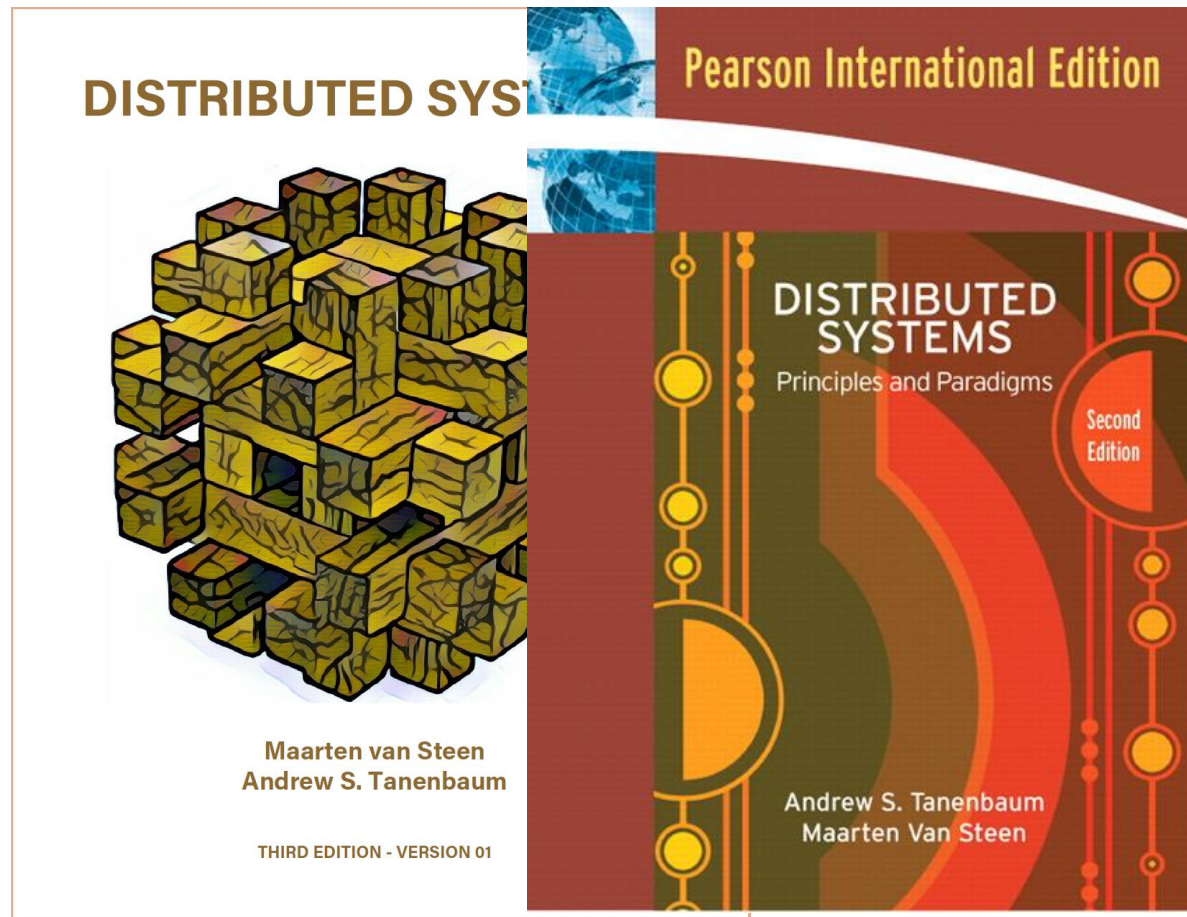 DISTRIBUTED SYST
Maarten van Steen
Andrew S. Tanenbaum
THIRD EDITION - VERSION 01
Pearson International Edition
DISTRIBUTED
SYSTEMS
Principles and Paradigms
Second
Edition
Andrew S. Tanenbaum
Maarten Van Steen